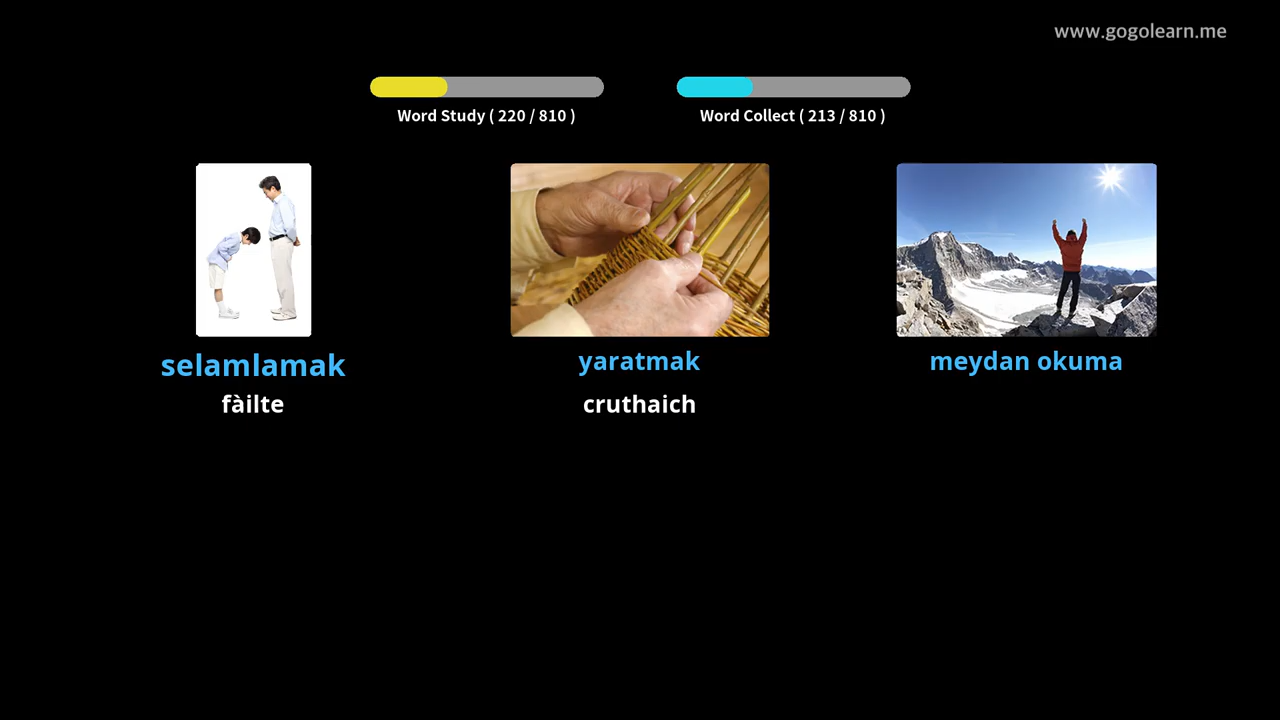 www.gogolearn.me
Word Study ( 220 / 810 )
Word Collect ( 213 / 810 )
selamlamak
fàilte
yaratmak
cruthaich
meydan okuma